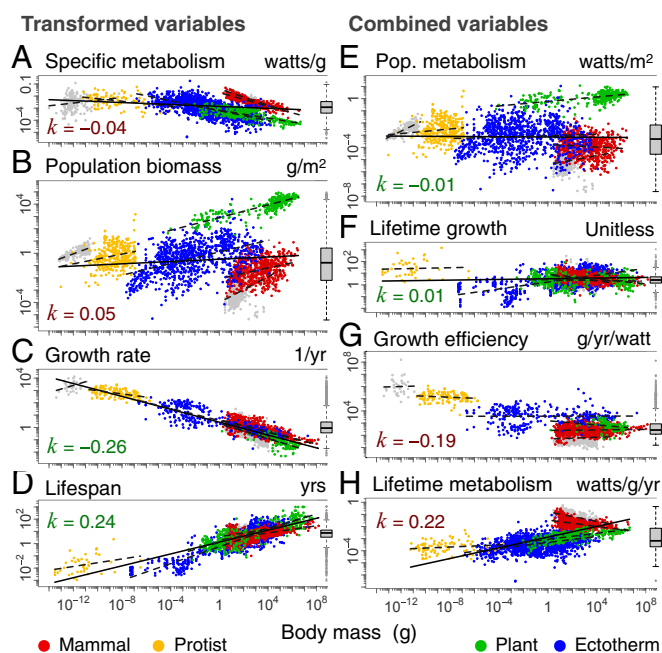 Transformed variables
A Specific metabolism watts/g
0.1
10⁻⁴
k = −0.04
B Population biomass g/m²
10⁴
1
10⁻⁴
k = 0.05
C Growth rate 1/yr
10⁴
10²
1
k = −0.26
D Lifespan yrs
10²
1
10⁻²
k = 0.24
10⁻¹² 10⁻⁸ 10⁻⁴ 1 10⁴ 10⁸
Combined variables
E Pop. metabolism watts/m²
1
10⁻⁴
10⁻⁸
k = −0.01
F Lifetime growth Unitless
10²
1
k = 0.01
G Growth efficiency g/yr/watt
10⁸
10⁴
1
k = −0.19
H Lifetime metabolism watts/g/yr
1
10⁻⁴
k = 0.22
10⁻¹² 10⁻⁸ 10⁻⁴ 1 10⁴ 10⁸
Body mass (g)
Mammal Protist Plant Ectotherm